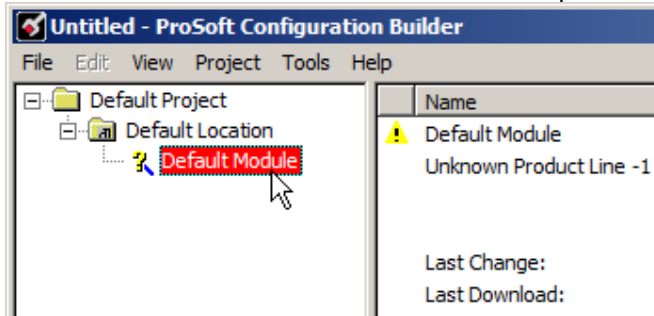 Untitled - ProSoft Configuration Builder
File Edit View Project Tools Help
Default Project
Default Location
Default Module
Name
Default Module
Unknown Product Line -1
Last Change:
Last Download: